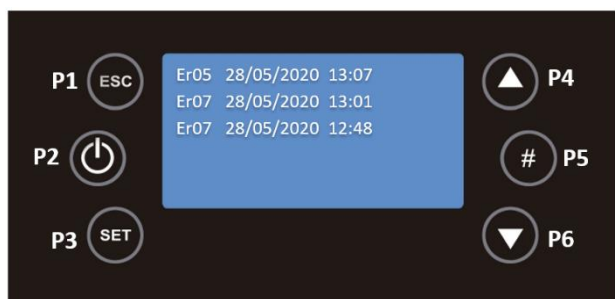 P1 ESC
P2
P3 SET
Er05 28/05/2020 13:07
Er07 28/05/2020 13:01
Er07 28/05/2020 12:48
P4
# P5
P6